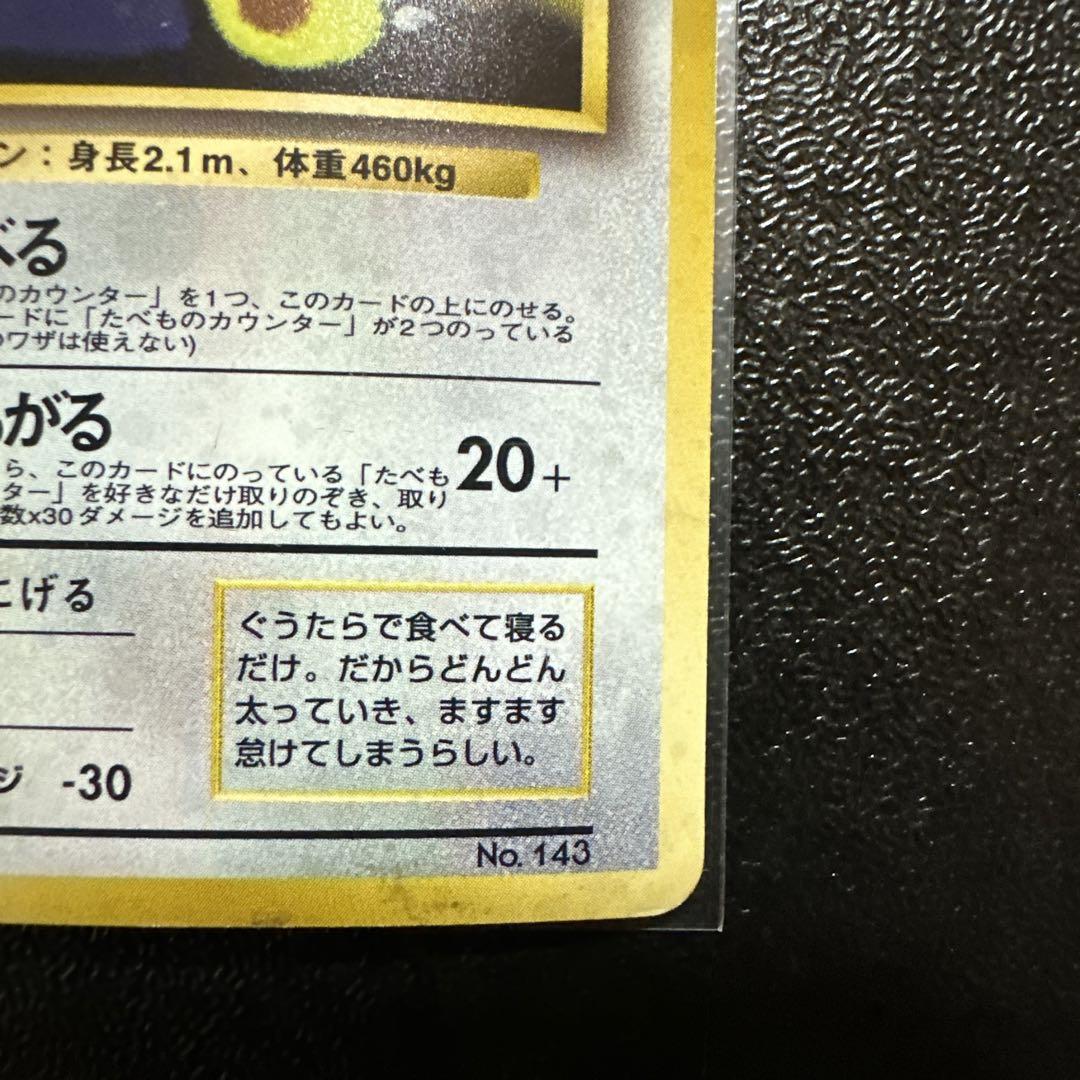 ン：身長2.1m、体重460kg
べる
のカウンター」を1つ、このカードの上にのせる。
ードに「たべものカウンター」が2つのっている
のワザは使えない)
あがる
20+
ら、このカードにのっている「たべも
ター」を好きなだけ取りのぞき、取り
数x30ダメージを追加してもよい。
にげる
ぐうたらで食べて寝る
だけ。だからどんどん
太っていき、ますます
怠けてしまうらしい。
ジ -30
No. 143